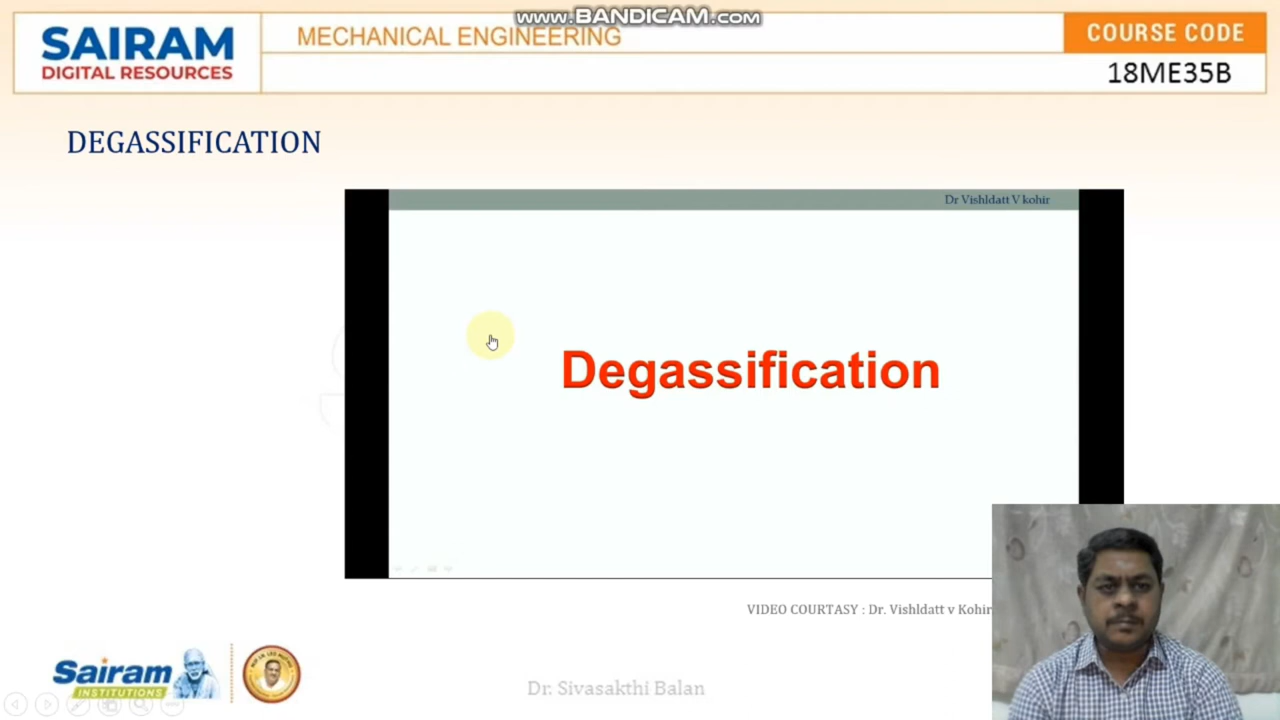 www.BANDICAM.com
SAIRAM
DIGITAL RESOURCES
MECHANICAL ENGINEERING
COURSE CODE
18ME35B
DEGASSIFICATION
Dr Vishldatt V kohir
Degassification
VIDEO COURTASY : Dr. Vishldatt v Kohir
Sairam
INSTITUTIONS
Dr. Sivasakthi Balan